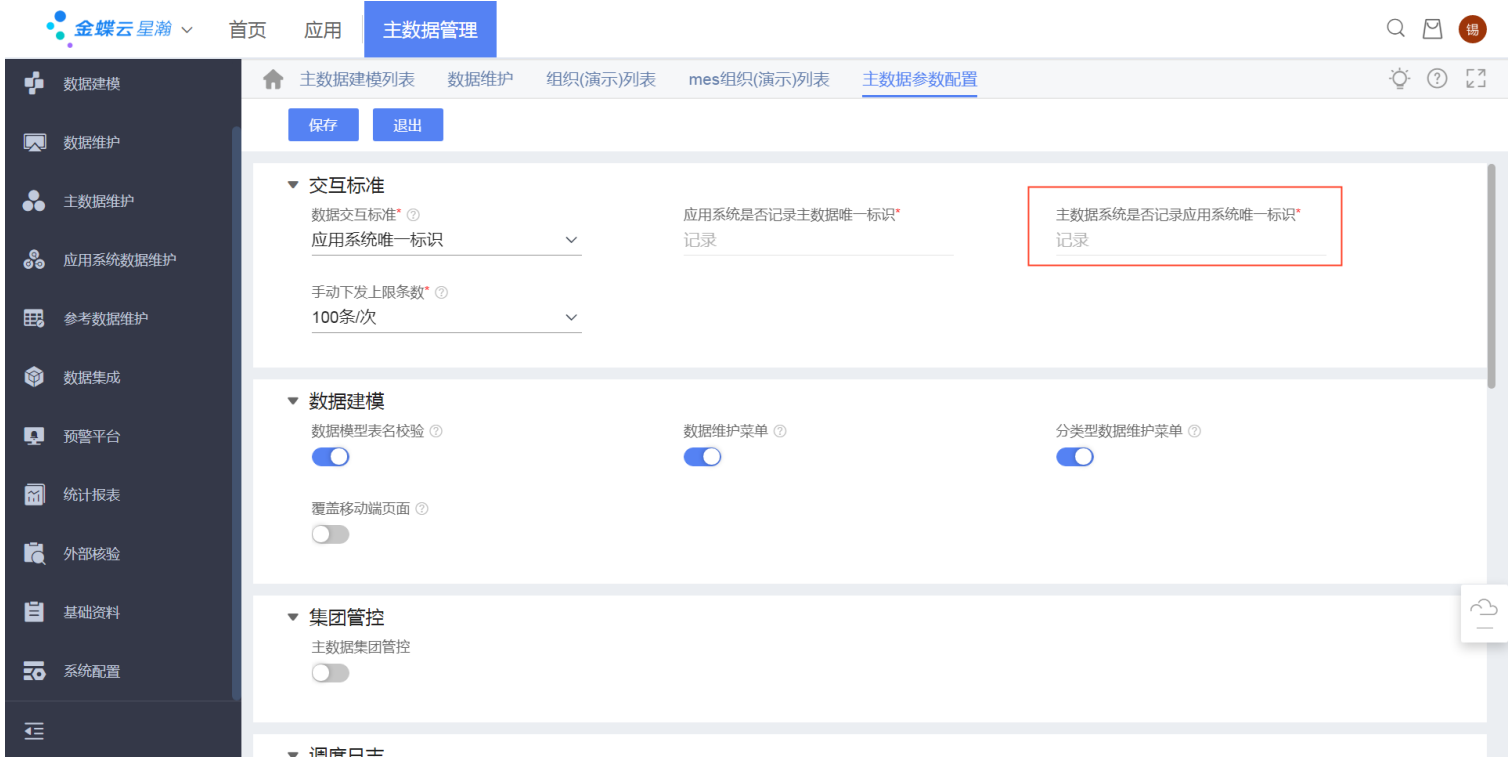 金蝶云 星瀚 首页 应用 主数据管理 锡
数据建模
数据维护
主数据维护
应用系统数据维护
参考数据维护
数据集成
预警平台
统计报表
外部核验
基础资料
系统配置
主数据建模列表 数据维护 组织(演示)列表 mes组织(演示)列表 主数据参数配置
保存 退出
交互标准
数据交互标准* 应用系统是否记录主数据唯一标识* 主数据系统是否记录应用系统唯一标识*
应用系统唯一标识 记录 记录
手动下发上限条数*
100条/次
数据建模
数据模型表名校验 数据维护菜单 分类型数据维护菜单
覆盖移动端页面
集团管控
主数据集团管控
调度日志